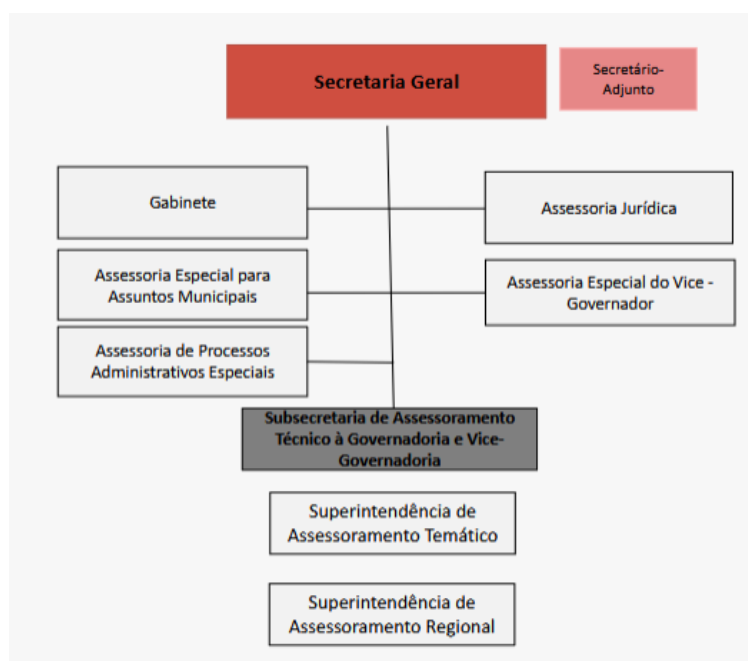 Secretaria Geral
Secretário-
Adjunto
Gabinete
Assessoria Jurídica
Assessoria Especial para
Assuntos Municipais
Assessoria Especial do Vice -
Governador
Assessoria de Processos
Administrativos Especiais
Subsecretaria de Assessoramento
Técnico à Governadoria e Vice-
Governadoria
Superintendência de
Assessoramento Temático
Superintendência de
Assessoramento Regional